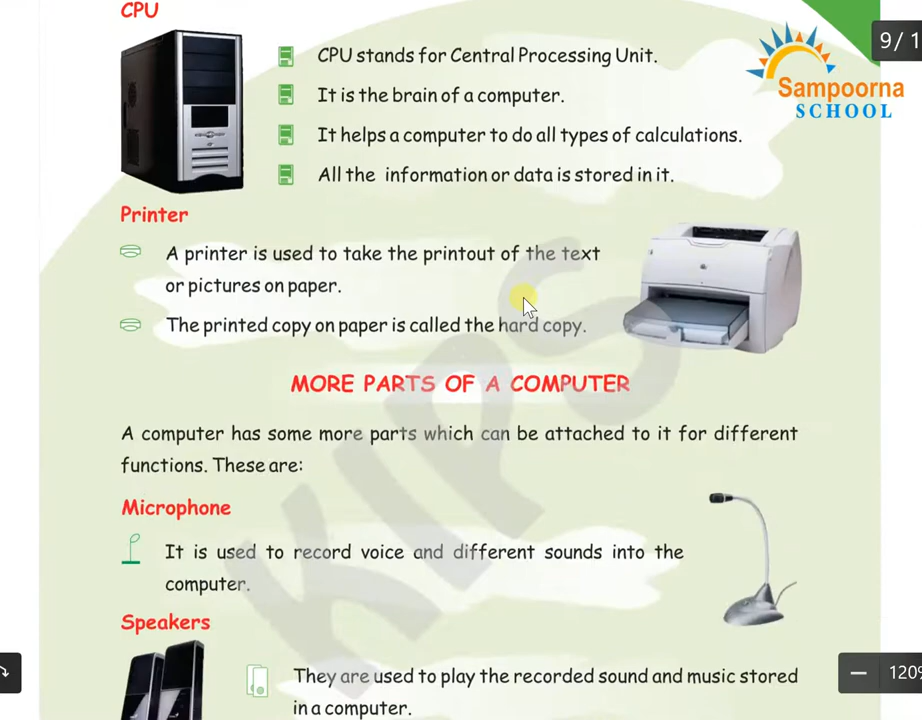 CPU
9/1
CPU stands for Central Processing Unit.
It is the brain of a computer.
Sampoorna
SCHOOL
It helps a computer to do all types of calculations.
All the information or data is stored in it.
Printer
A printer is used to take the printout of the text
or pictures on paper.
The printed copy on paper is called the hard copy.
MORE PARTS OF A COMPUTER
A computer has some more parts which can be attached to it for different
functions. These are:
Microphone
It is used to record voice and different sounds into the
computer.
Speakers
They are used to play the recorded sound and music stored
in a computer.
120%
KIPS